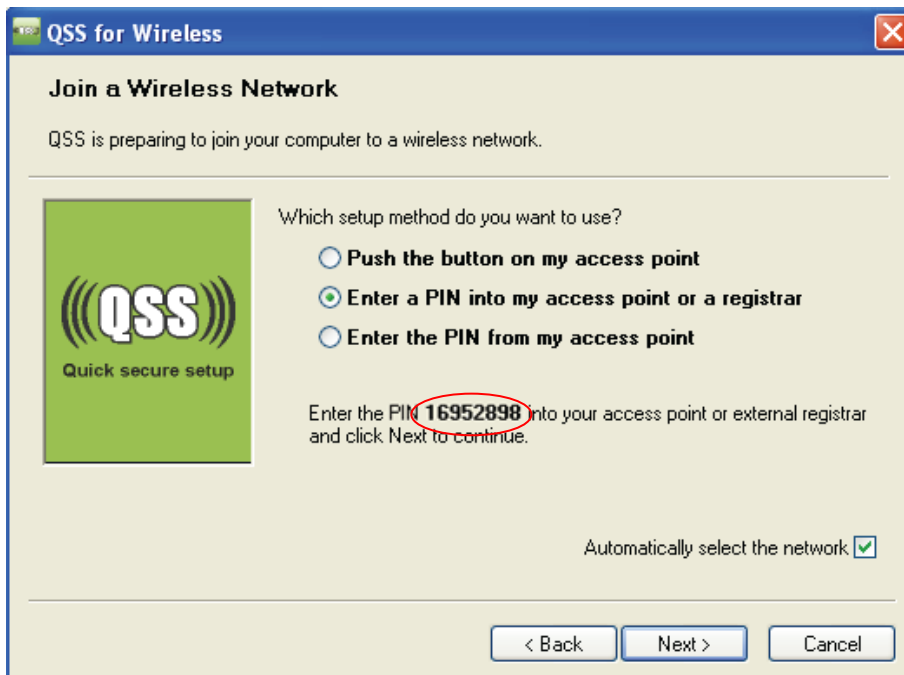 QSS for Wireless
Join a Wireless Network
QSS is preparing to join your computer to a wireless network.
Which setup method do you want to use?
Push the button on my access point
Enter a PIN into my access point or a registrar
Enter the PIN from my access point
(((QSS)))
Quick secure setup
Enter the PIN 16952898 into your access point or external registrar
and click Next to continue.
Automatically select the network
< Back
Next >
Cancel